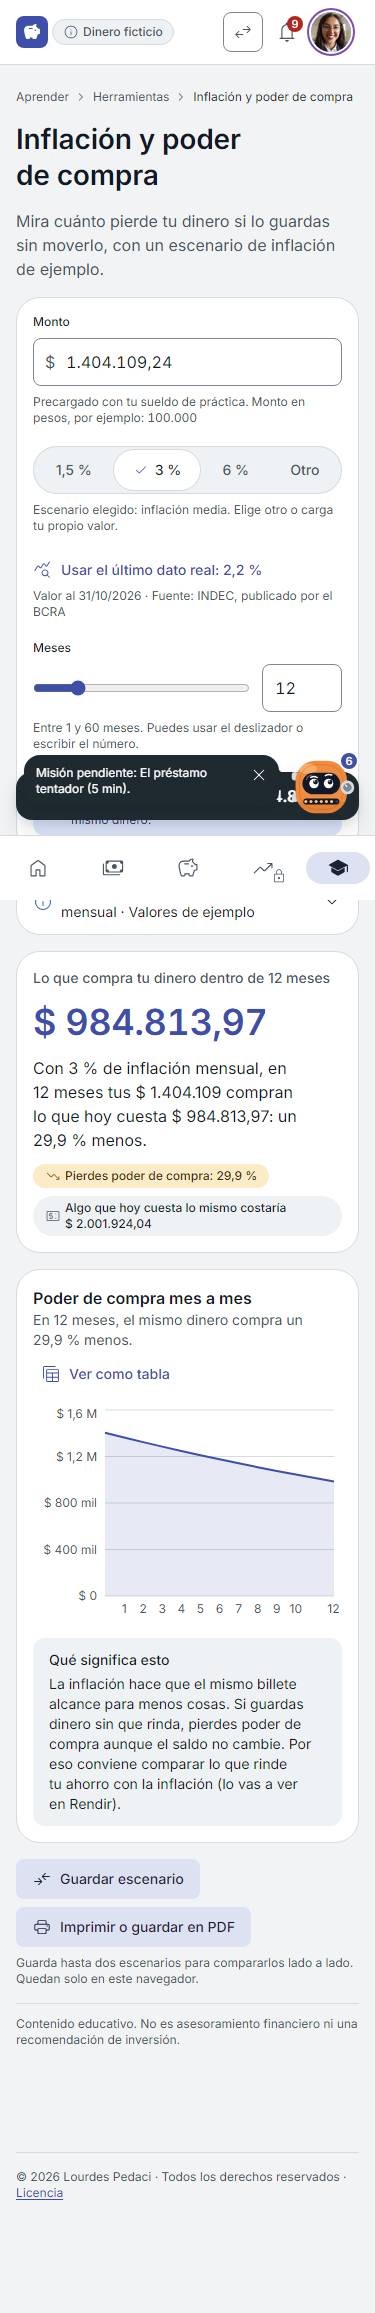 Dinero ficticio
9
Aprender > Herramientas > Inflación y poder de compra
Inflación y poder
de compra
Mira cuánto pierde tu dinero si lo guardas
sin moverlo, con un escenario de inflación
de ejemplo.
Monto
$ 1.404.109,24
Precargado con tu sueldo de práctica. Monto en
pesos, por ejemplo: 100.000
1,5 % 3 % 6 % Otro
Escenario elegido: inflación media. Elige otro o carga
tu propio valor.
Usar el último dato real: 2,2 %
Valor al 31/10/2026 · Fuente: INDEC, publicado por el
BCRA
Meses
12
Entre 1 y 60 meses. Puedes usar el deslizador o
escribir el número.
6
Misión pendiente: El préstamo
tentador (5 min).
mismo dinero.
mensual · Valores de ejemplo
Lo que compra tu dinero dentro de 12 meses
$ 984.813,97
Con 3 % de inflación mensual, en
12 meses tus $ 1.404.109 compran
lo que hoy cuesta $ 984.813,97: un
29,9 % menos.
Pierdes poder de compra: 29,9 %
Algo que hoy cuesta lo mismo costaría
$ 2.001.924,04
Poder de compra mes a mes
En 12 meses, el mismo dinero compra un
29,9 % menos.
Ver como tabla
$ 1,6 M
$ 1,2 M
$ 800 mil
$ 400 mil
$ 0
1 2 3 4 5 6 7 8 9 10 12
Qué significa esto
La inflación hace que el mismo billete
alcance para menos cosas. Si guardas
dinero sin que rinda, pierdes poder de
compra aunque el saldo no cambie. Por
eso conviene comparar lo que rinde
tu ahorro con la inflación (lo vas a ver
en Rendir).
Guardar escenario
Imprimir o guardar en PDF
Guarda hasta dos escenarios para compararlos lado a lado.
Quedan solo en este navegador.
Contenido educativo. No es asesoramiento financiero ni una
recomendación de inversión.
© 2026 Lourdes Pedaci · Todos los derechos reservados ·
Licencia